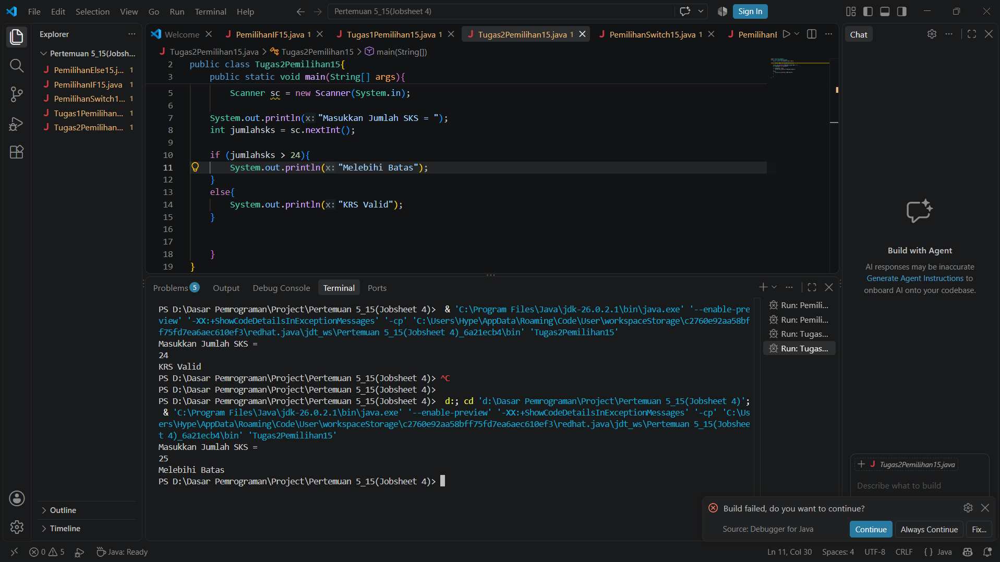 File Edit Selection View Go Run Terminal Help
Pertemuan 5_15(Jobsheet 4)
Sign In
Explorer
Pertemuan 5_15(Jobsh...
PemilihanElse15.j... 1
PemilihanIF15.java 1
PemilihanSwitch1... 1
Tugas1Pemilihan... 1
Tugas2Pemilihan... 1
Outline
Timeline
Welcome
PemilihanIF15.java 1
Tugas1Pemilihan15.java 1
Tugas2Pemilihan15.java 1
PemilihanSwitch15.java 1
PemilihanE
Tugas2Pemilihan15.java > Tugas2Pemilihan15 > main(String[])
2 public class Tugas2Pemilihan15{
3 public static void main(String[] args){
5 Scanner sc = new Scanner(System.in);
6
7 System.out.println(x: "Masukkan Jumlah SKS = ");
8 int jumlahsks = sc.nextInt();
9
10 if (jumlahsks > 24){
11 System.out.println(x: "Melebihi Batas");
12 }
13 else{
14 System.out.println(x: "KRS Valid");
15 }
16
17
18 }
19 }
Problems 5 Output Debug Console Terminal Ports
PS D:\Dasar Pemrograman\Project\Pertemuan 5_15(Jobsheet 4)>  & 'C:\Program Files\Java\jdk-26.0.2.1\bin\java.exe' '--enable-pre
view' '-XX:+ShowCodeDetailsInExceptionMessages' '-cp' 'C:\Users\Hype\AppData\Roaming\Code\User\workspaceStorage\c2760e92aa58bf
f75fd7ea6aec610ef3\redhat.java\jdt_ws\Pertemuan 5_15(Jobsheet 4)_6a21ecb4\bin' 'Tugas2Pemilihan15'
Masukkan Jumlah SKS =
24
KRS Valid
PS D:\Dasar Pemrograman\Project\Pertemuan 5_15(Jobsheet 4)> ^C
PS D:\Dasar Pemrograman\Project\Pertemuan 5_15(Jobsheet 4)>
PS D:\Dasar Pemrograman\Project\Pertemuan 5_15(Jobsheet 4)>  d:; cd 'd:\Dasar Pemrograman\Project\Pertemuan 5_15(Jobsheet 4)';
& 'C:\Program Files\Java\jdk-26.0.2.1\bin\java.exe' '--enable-preview' '-XX:+ShowCodeDetailsInExceptionMessages' '-cp' 'C:\Us
ers\Hype\AppData\Roaming\Code\User\workspaceStorage\c2760e92aa58bff75fd7ea6aec610ef3\redhat.java\jdt_ws\Pertemuan 5_15(Jobshee
t 4)_6a21ecb4\bin' 'Tugas2Pemilihan15'
Masukkan Jumlah SKS =
25
Melebihi Batas
PS D:\Dasar Pemrograman\Project\Pertemuan 5_15(Jobsheet 4)>
Run: Pemili...
Run: Pemili...
Run: Tugas...
Run: Tugas...
Chat
Build with Agent
AI responses may be inaccurate
Generate Agent Instructions to
onboard AI onto your codebase.
Tugas2Pemilihan15.java
Describe what to build
Build failed, do you want to continue?
Source: Debugger for Java
Continue
Always Continue
Fix...
0 5
Java: Ready
Ln 11, Col 30
Spaces: 4
UTF-8
CRLF
{ } Java